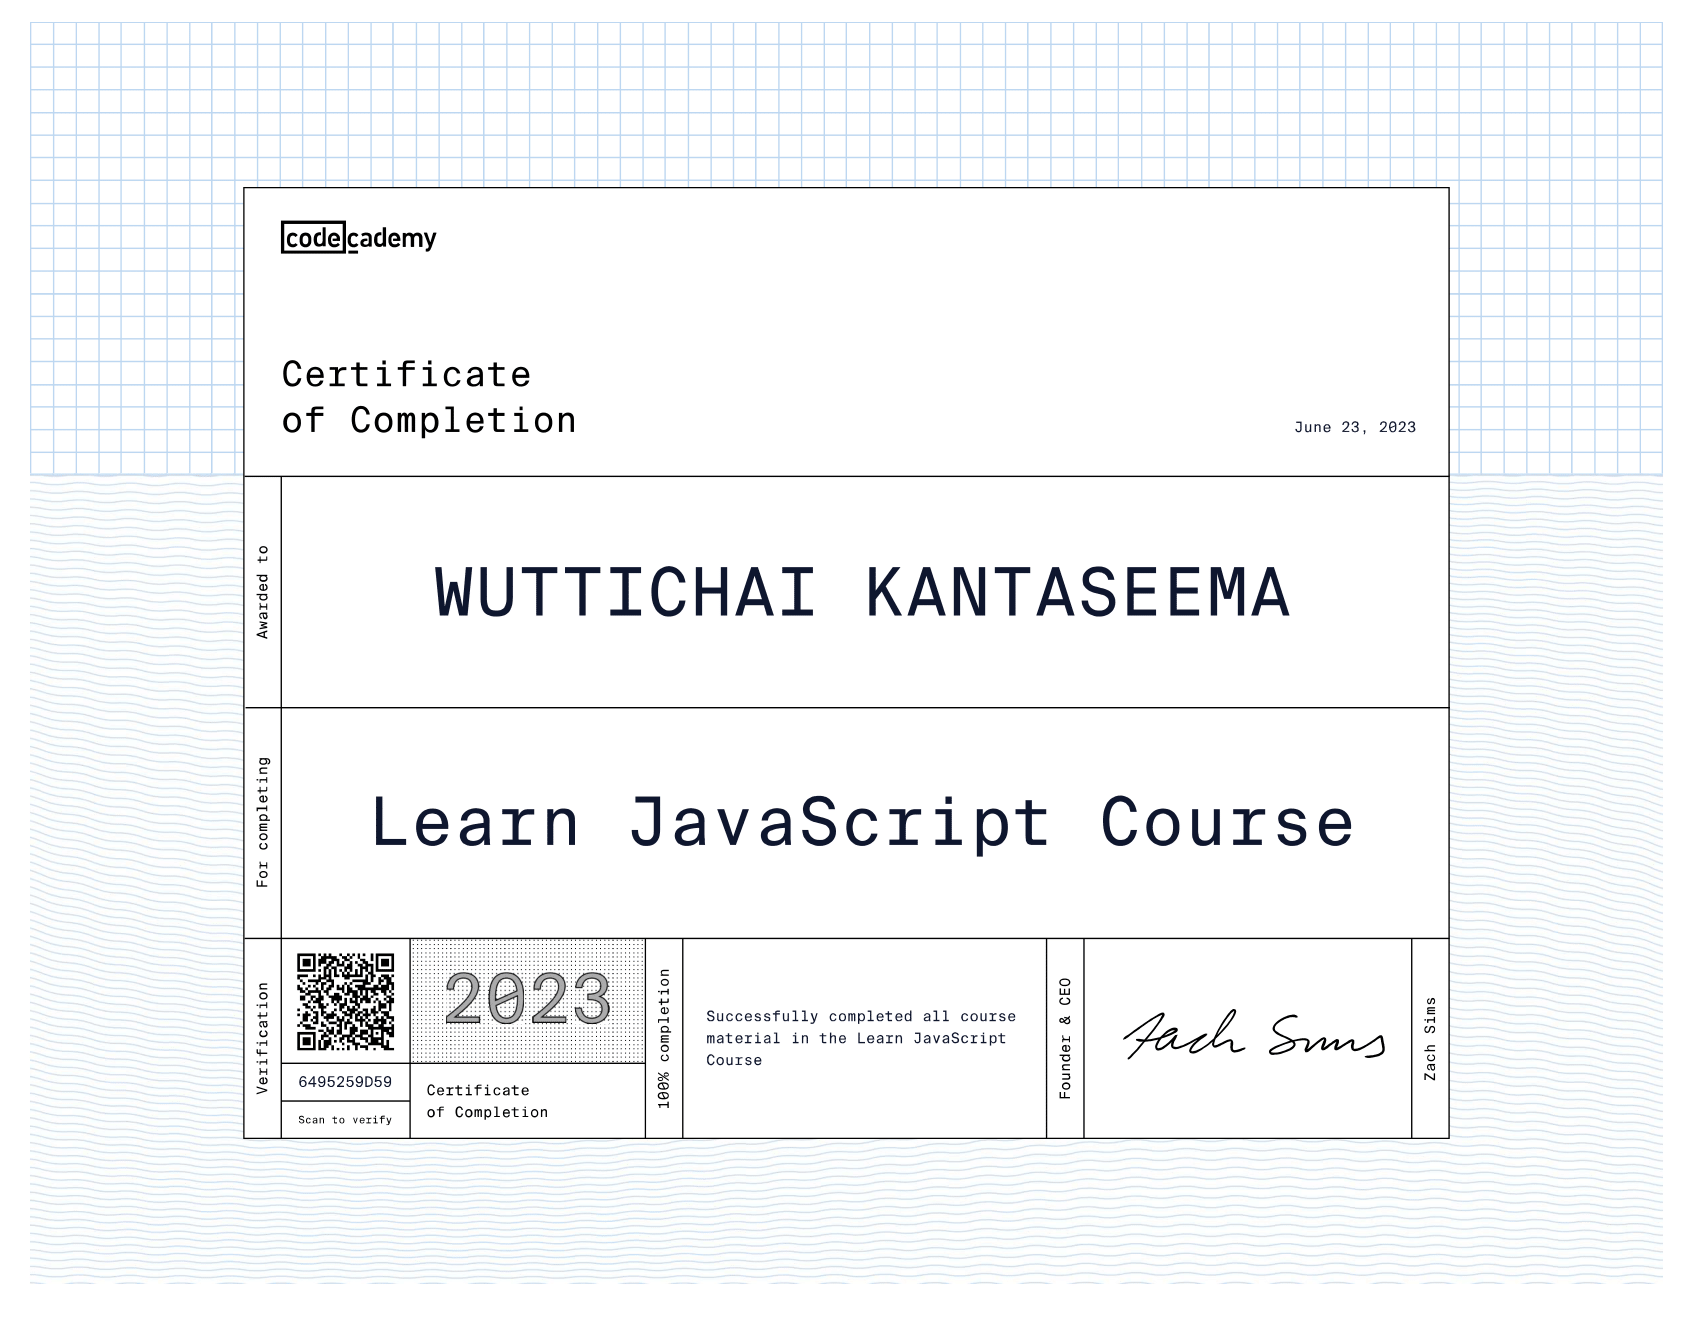 codecademy
Certificate
of Completion
June 23, 2023
Awarded to
WUTTICHAI KANTASEEMA
For completing
Learn JavaScript Course
Verification
6495259D59
Scan to verify
2023
Certificate
of Completion
100% completion
Successfully completed all course
material in the Learn JavaScript
Course
Founder & CEO
Zach Sims
Zach Sims